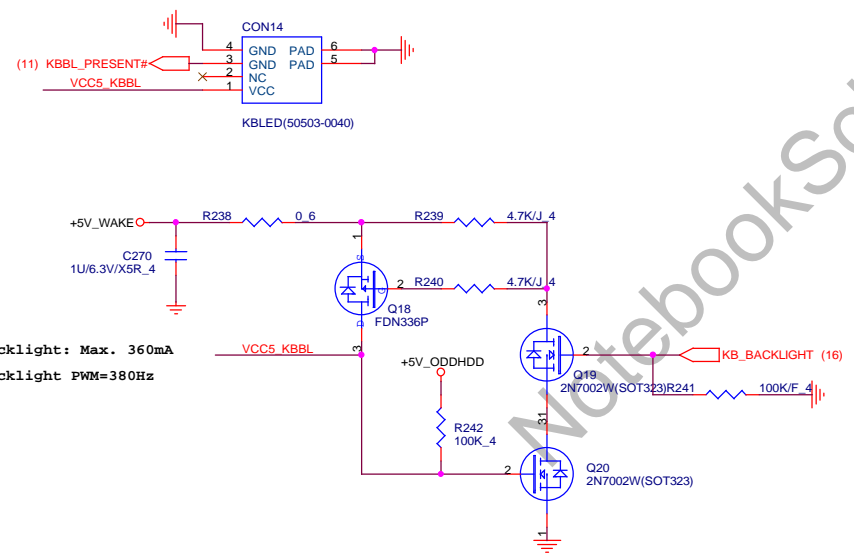 CON14
4 GND PAD 6
(11) KBBL_PRESENT# 3 GND PAD 5
2 NC
VCC5_KBBL 1 VCC
KBLED(50503-0040)
+5V_WAKE R238 0_6 R239 4.7K/J_4
1
C270
1U/6.3V/X5R_4
S
G 2 R240 4.7K/J_4
Q18
FDN336P
D
3
3
cklight: Max. 360mA VCC5_KBBL
cklight PWM=380Hz
+5V_ODDHDD
2 KB_BACKLIGHT (16)
Q19
2N7002W(SOT323)
R241 100K/F_4
31
R242
100K_4
2
Q20
2N7002W(SOT323)
1